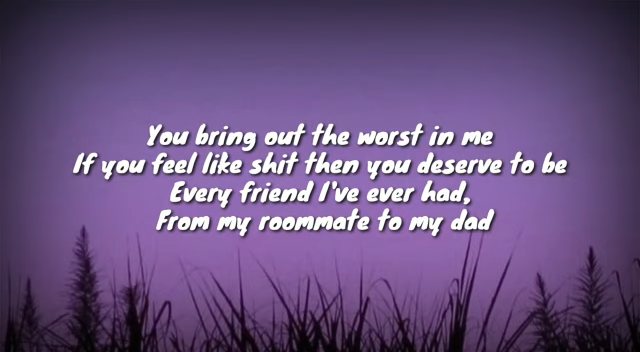 You bring out the worst in me
If you feel like shit then you deserve to be
Every friend I've ever had,
From my roommate to my dad